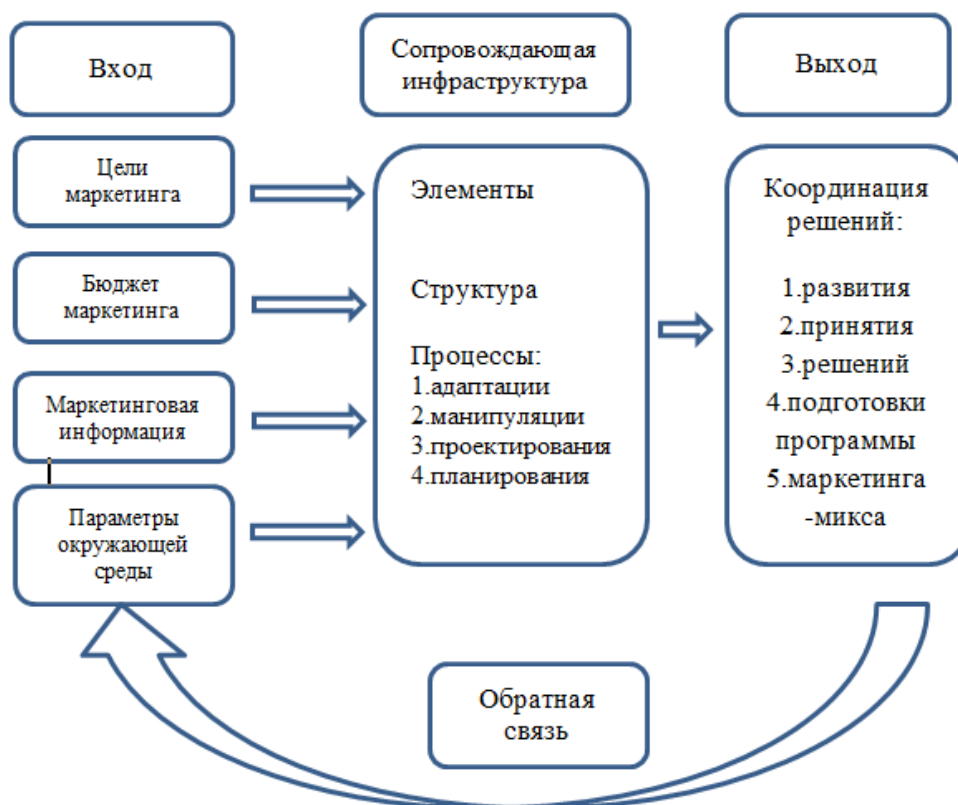 Вход
Сопровождающая
инфраструктура
Выход
Цели
маркетинга
Бюджет
маркетинга
Маркетинговая
информация
Параметры
окружающей
среды
Элементы
Структура
Процессы:
1.адаптации
2.манипуляции
3.проектирования
4.планирования
Координация
решений:
1.развития
2.принятия
3.решений
4.подготовки
программы
5.маркетинга
-микса
Обратная
связь